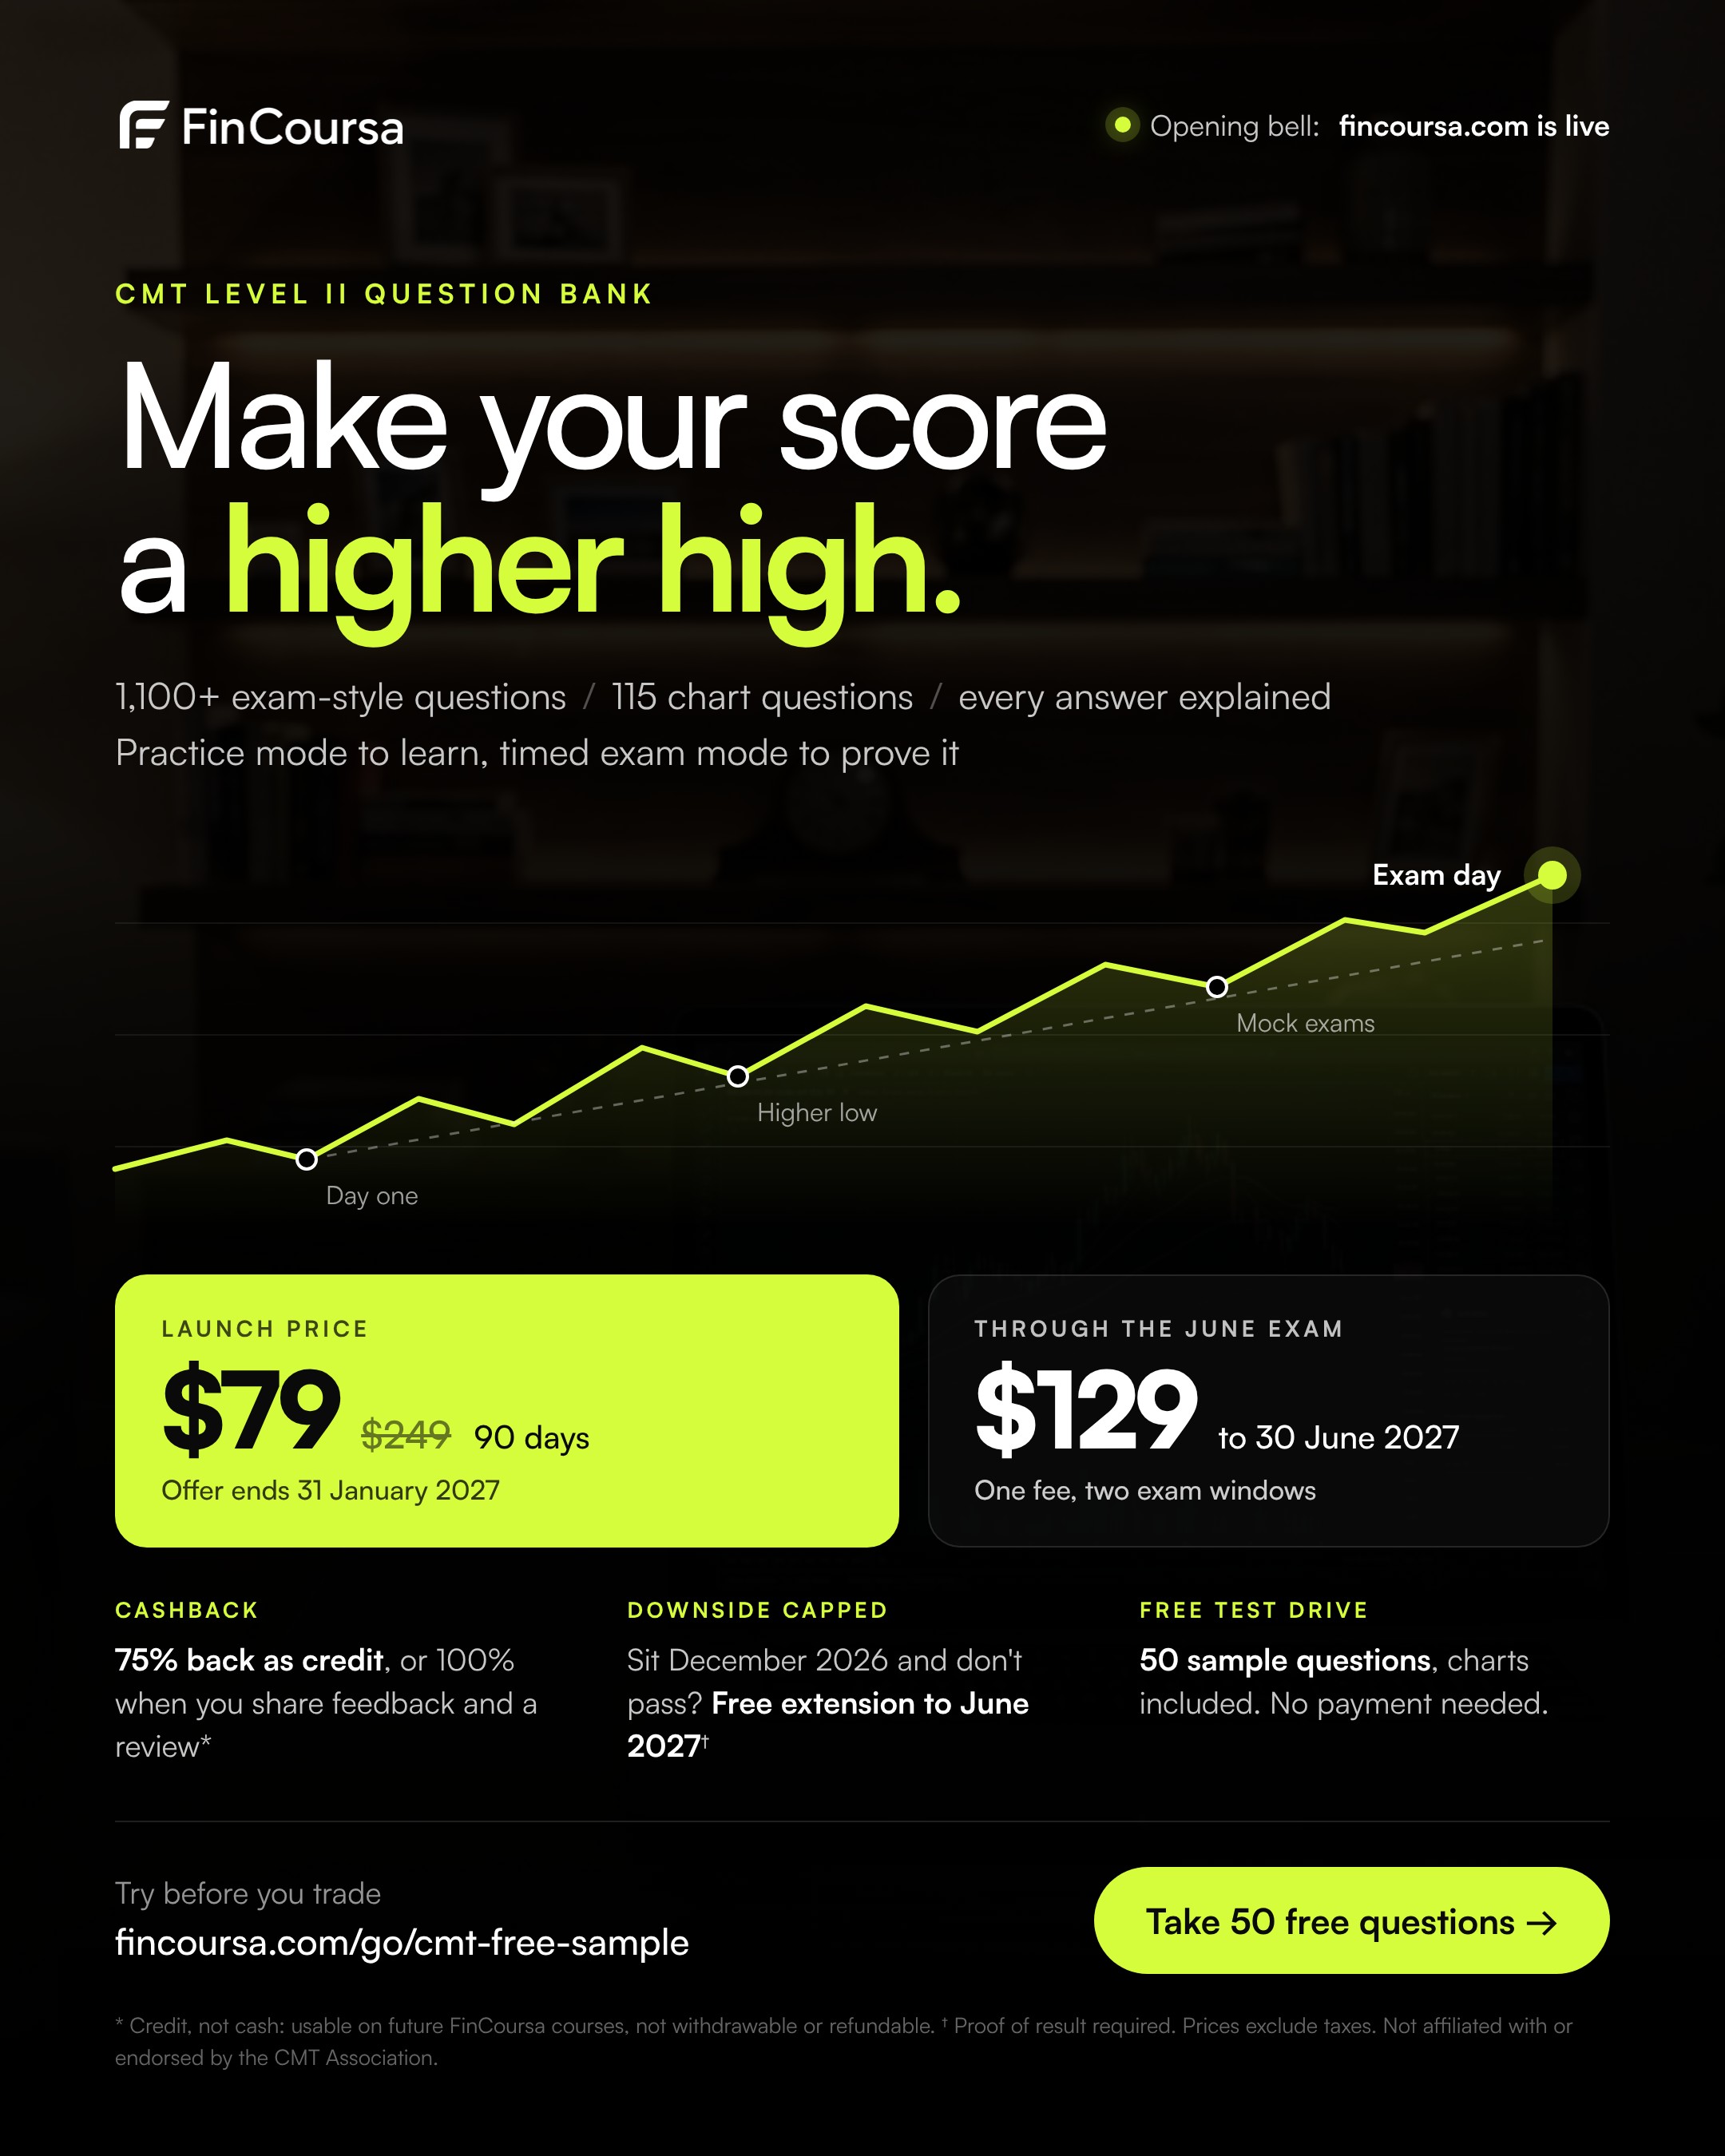 FinCoursa
Opening bell: fincoursa.com is live
CMT LEVEL II QUESTION BANK
Make your score
a higher high.
1,100+ exam-style questions / 115 chart questions / every answer explained
Practice mode to learn, timed exam mode to prove it
Exam day
Mock exams
Higher low
Day one
LAUNCH PRICE
$79 $249 90 days
Offer ends 31 January 2027
THROUGH THE JUNE EXAM
$129 to 30 June 2027
One fee, two exam windows
CASHBACK
75% back as credit, or 100%
when you share feedback and a
review*
DOWNSIDE CAPPED
Sit December 2026 and don't
pass? Free extension to June
2027†
FREE TEST DRIVE
50 sample questions, charts
included. No payment needed.
Try before you trade
fincoursa.com/go/cmt-free-sample
Take 50 free questions →
* Credit, not cash: usable on future FinCoursa courses, not withdrawable or refundable. † Proof of result required. Prices exclude taxes. Not affiliated with or
endorsed by the CMT Association.